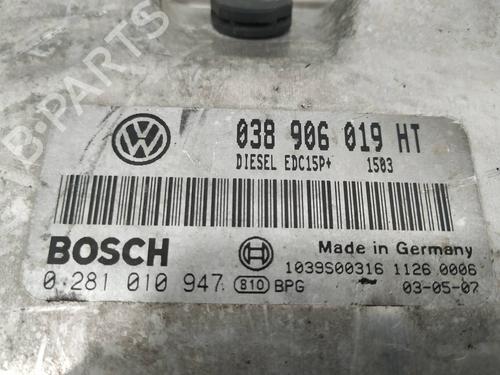 B-Parts
VW
038 906 019 HT
DIESEL EDC15P+ 1503
BOSCH
Made in Germany
0 281 010 947 810 BPG
1039S00316 1126 0006
03-05-07